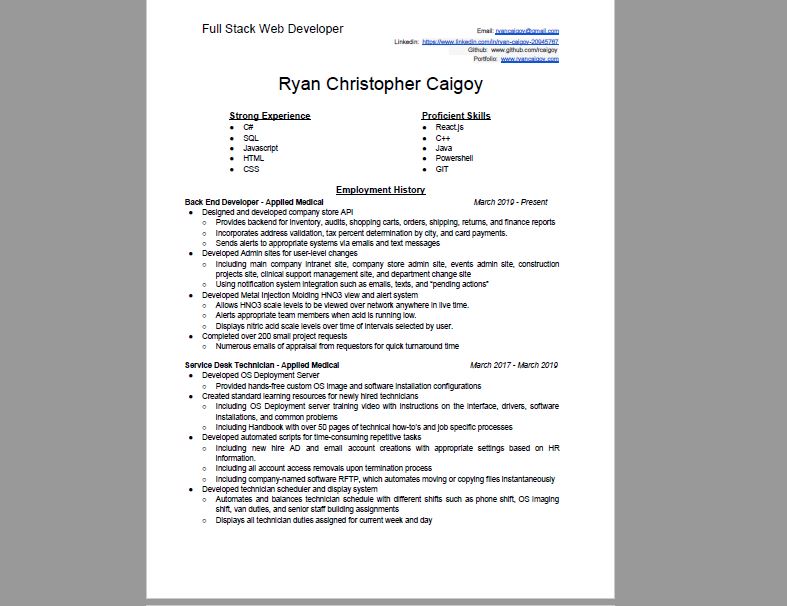 Full Stack Web Developer
Email: ryancaigoy@gmail.com
Linkedin: https://www.linkedin.com/in/ryan-caigoy-20945767
Github: www.github.com/rcaigoy
Portfolio: www.ryancaigoy.com
Ryan Christopher Caigoy
Strong Experience
● C#
● SQL
● Javascript
● HTML
● CSS
Proficient Skills
● React.js
● C++
● Java
● Powershell
● GIT
Employment History
Back End Developer - Applied Medical March 2019 - Present
● Designed and developed company store API
○ Provides backend for inventory, audits, shopping carts, orders, shipping, returns, and finance reports
○ Incorporates address validation, tax percent determination by city, and card payments.
○ Sends alerts to appropriate systems via emails and text messages
● Developed Admin sites for user-level changes
○ Including main company intranet site, company store admin site, events admin site, construction
projects site, clinical support management site, and department change site
○ Using notification system integration such as emails, texts, and "pending actions"
● Developed Metal Injection Molding HNO3 view and alert system
○ Allows HNO3 scale levels to be viewed over network anywhere in live time.
○ Alerts appropriate team members when acid is running low.
○ Displays nitric acid scale levels over time of intervals selected by user.
● Completed over 200 small project requests
○ Numerous emails of appraisal from requestors for quick turnaround time
Service Desk Technician - Applied Medical March 2017 - March 2019
● Developed OS Deployment Server
○ Provided hands-free custom OS image and software installation configurations
● Created standard learning resources for newly hired technicians
○ Including OS Deployment server training video with instructions on the interface, drivers, software
installations, and common problems
○ Including Handbook with over 50 pages of technical how-to's and job specific processes
● Developed automated scripts for time-consuming repetitive tasks
○ Including new hire AD and email account creations with appropriate settings based on HR
information.
○ Including all account access removals upon termination process
○ Including company-named software RFTP, which automates moving or copying files instantaneously
● Developed technician scheduler and display system
○ Automates and balances technician schedule with different shifts such as phone shift, OS imaging
shift, van duties, and senior staff building assignments
○ Displays all technician duties assigned for current week and day